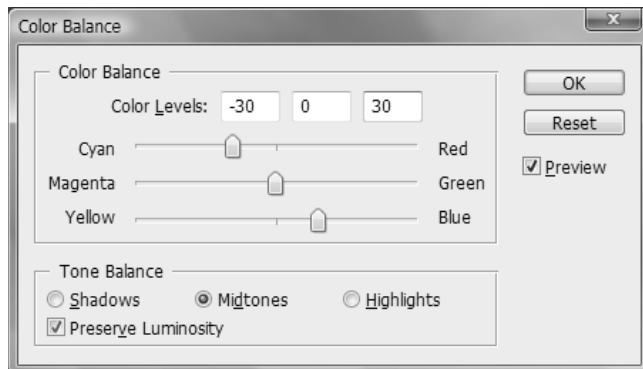 Color Balance
Color Balance
Color Levels: -30 0 30
Cyan Red
Magenta Green
Yellow Blue
Tone Balance
Shadows Midtones Highlights
Preserve Luminosity
OK
Reset
Preview